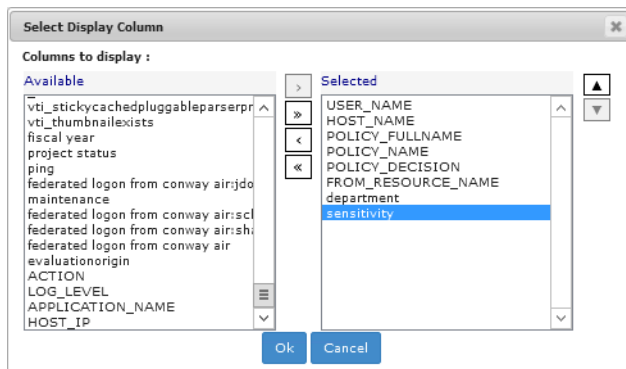 Select Display Column
Columns to display :
Available
vti_stickycachedpluggableparserpr
vti_thumbnailexists
fiscal year
project status
ping
federated logon from conway air:jdo
maintenance
federated logon from conway air:scl
federated logon from conway air:sha
federated logon from conway air
evaluationorigin
ACTION
LOG_LEVEL
APPLICATION_NAME
HOST_IP
>
»
<
«
Selected
USER_NAME
HOST_NAME
POLICY_FULLNAME
POLICY_NAME
POLICY_DECISION
FROM_RESOURCE_NAME
department
sensitivity
Ok
Cancel